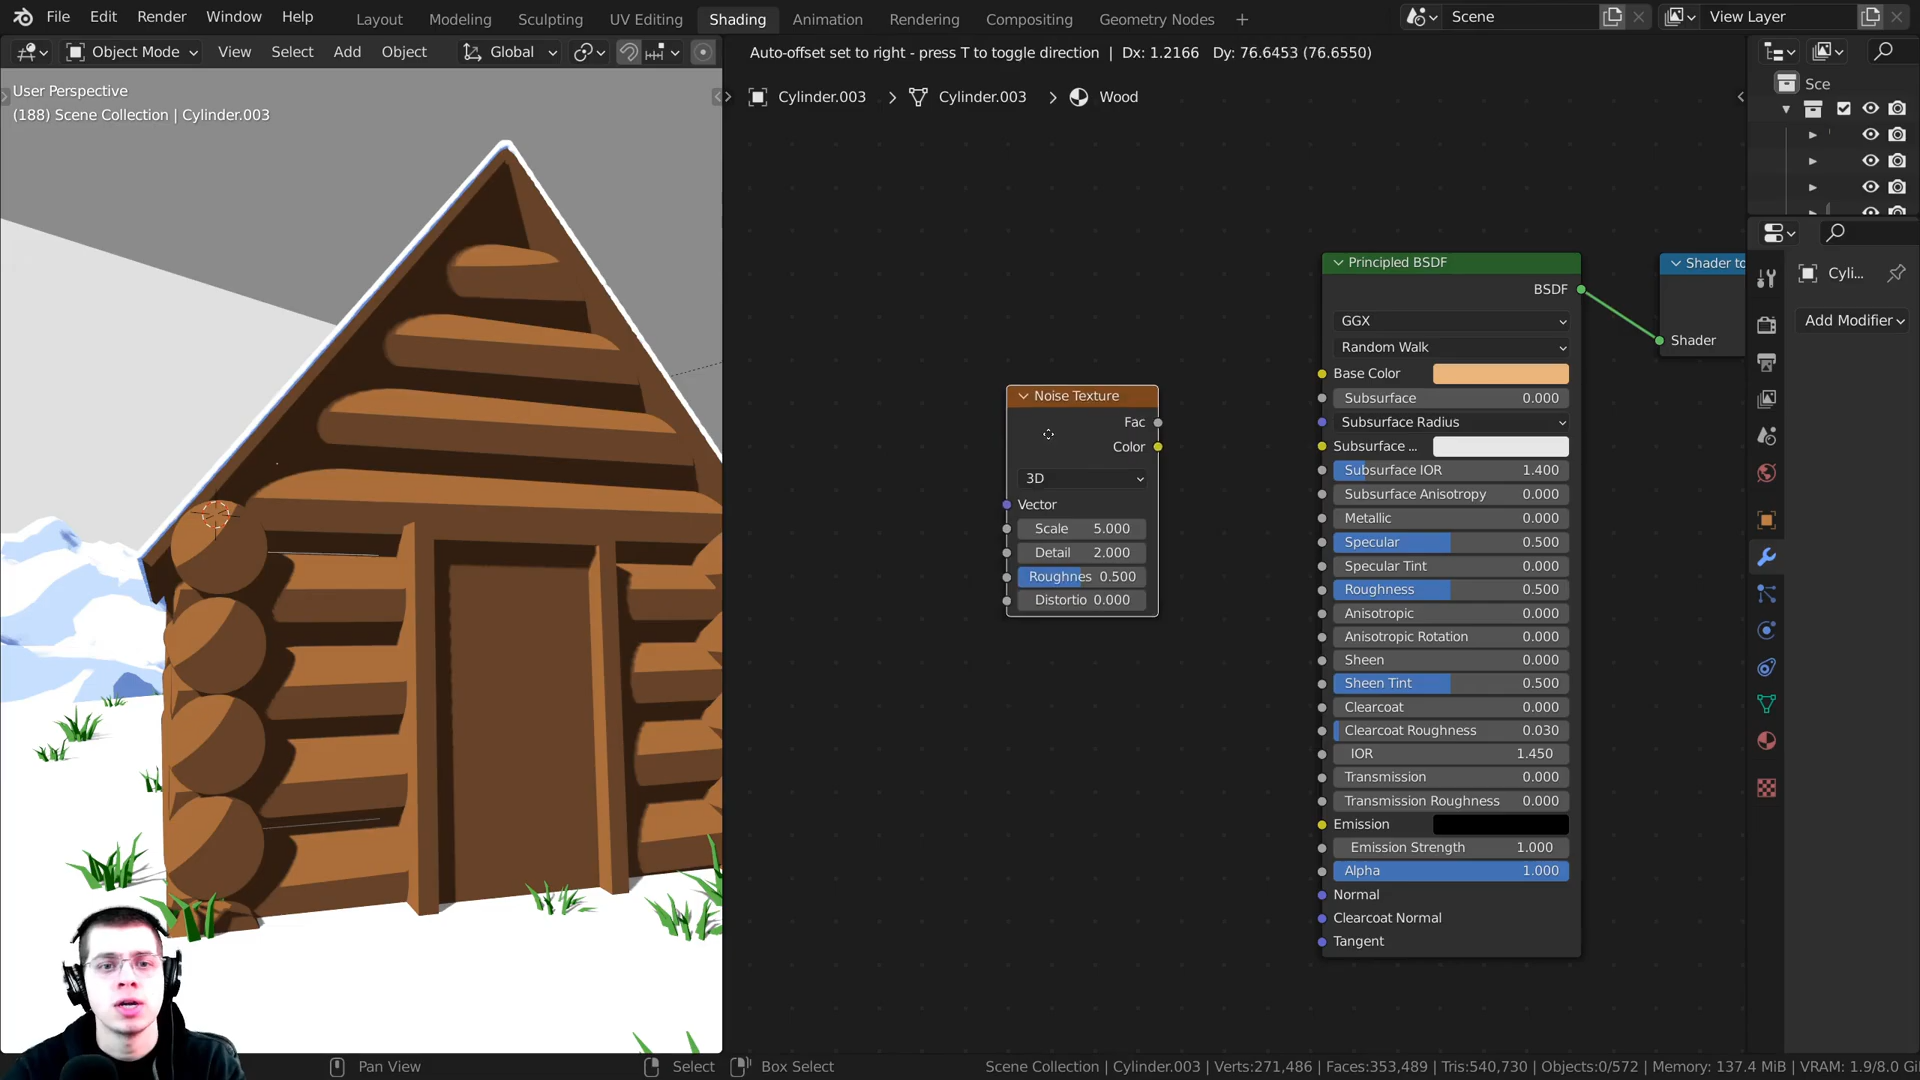 File Edit Render Window Help Layout Modeling Sculpting UV Editing Shading Animation Rendering Compositing Geometry Nodes + Scene View Layer
Object Mode View Select Add Object Global
Auto-offset set to right - press T to toggle direction | Dx: 1.2166 Dy: 76.6453 (76.6550)
User Perspective
(188) Scene Collection | Cylinder.003
Cylinder.003 > Cylinder.003 > Wood
Sce
Cyli...
Add Modifier
Noise Texture
Fac
Color
3D
Vector
Scale 5.000
Detail 2.000
Roughnes 0.500
Distortio 0.000
Principled BSDF
BSDF
GGX
Random Walk
Base Color
Subsurface 0.000
Subsurface Radius
Subsurface ...
Subsurface IOR 1.400
Subsurface Anisotropy 0.000
Metallic 0.000
Specular 0.500
Specular Tint 0.000
Roughness 0.500
Anisotropic 0.000
Anisotropic Rotation 0.000
Sheen 0.000
Sheen Tint 0.500
Clearcoat 0.000
Clearcoat Roughness 0.030
IOR 1.450
Transmission 0.000
Transmission Roughness 0.000
Emission
Emission Strength 1.000
Alpha 1.000
Normal
Clearcoat Normal
Tangent
Shader to
Shader
Pan View Select Box Select
Scene Collection | Cylinder.003 | Verts:271,486 | Faces:353,489 | Tris:540,730 | Objects:0/572 | Memory: 137.4 MiB | VRAM: 1.9/8.0 Gi